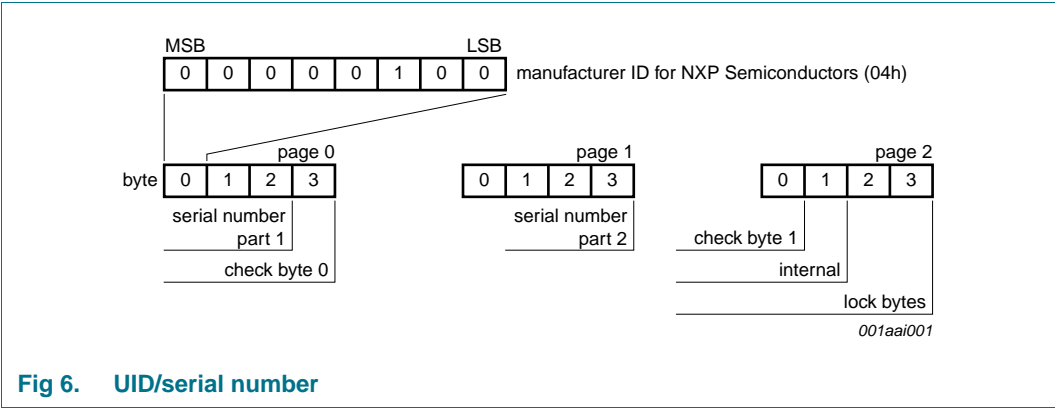 MSB LSB
0 0 0 0 0 1 0 0 manufacturer ID for NXP Semiconductors (04h)
page 0 page 1 page 2
byte 0 1 2 3 0 1 2 3 0 1 2 3
serial number serial number
part 1 part 2 check byte 1
check byte 0 internal
lock bytes
001aai001
Fig 6. UID/serial number